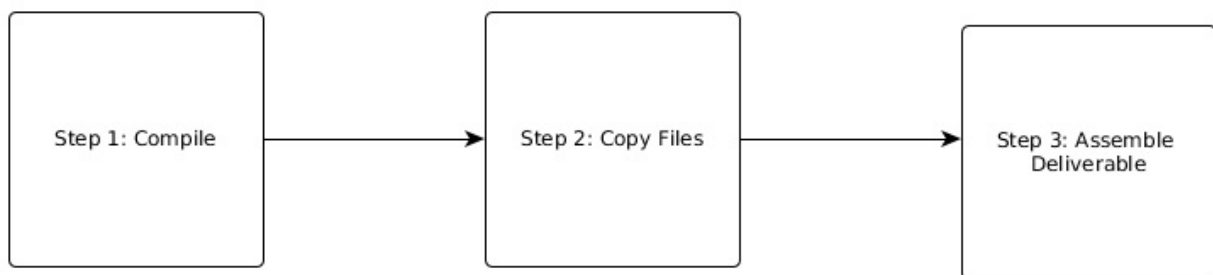 Step 1: Compile
Step 2: Copy Files
Step 3: Assemble
Deliverable